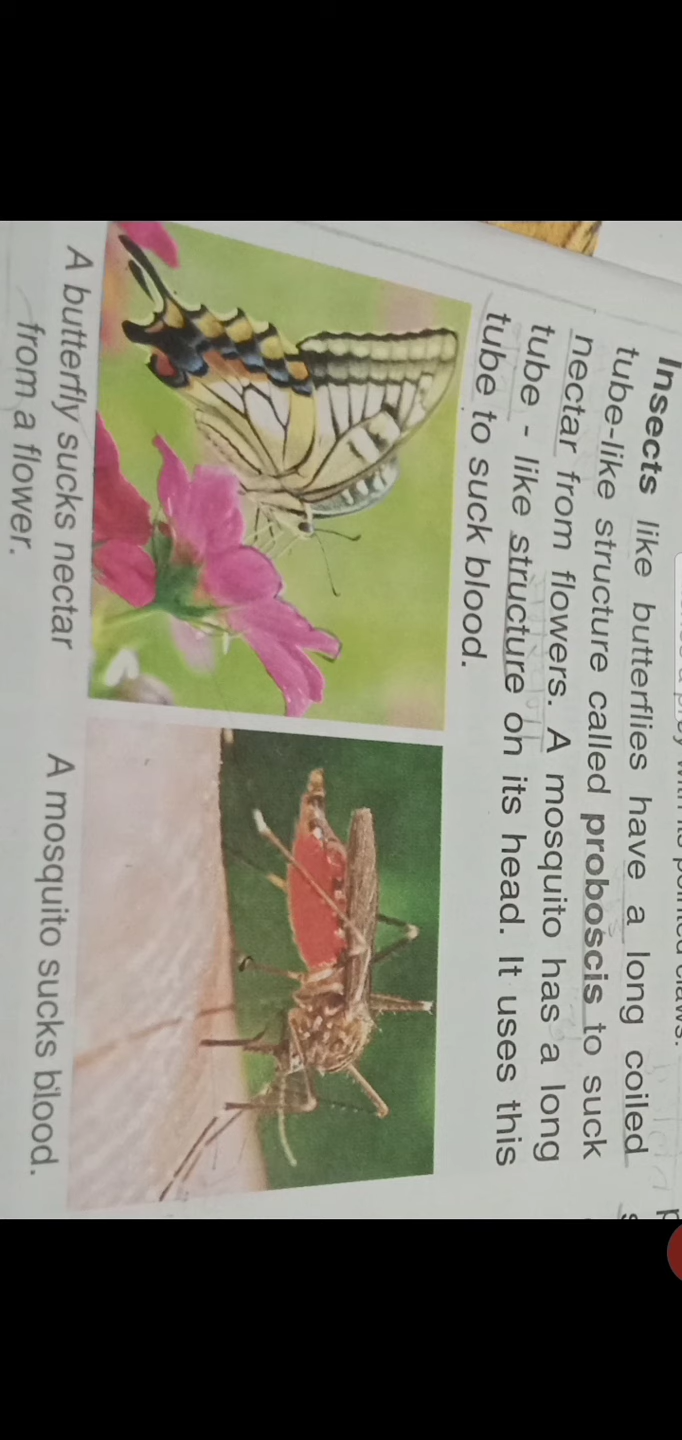 Insects like butterflies have a long coiled
tube-like structure called proboscis to suck
nectar from flowers. A mosquito has a long
tube - like structure on its head. It uses this
tube to suck blood.
A butterfly sucks nectar
from a flower.
A mosquito sucks blood.